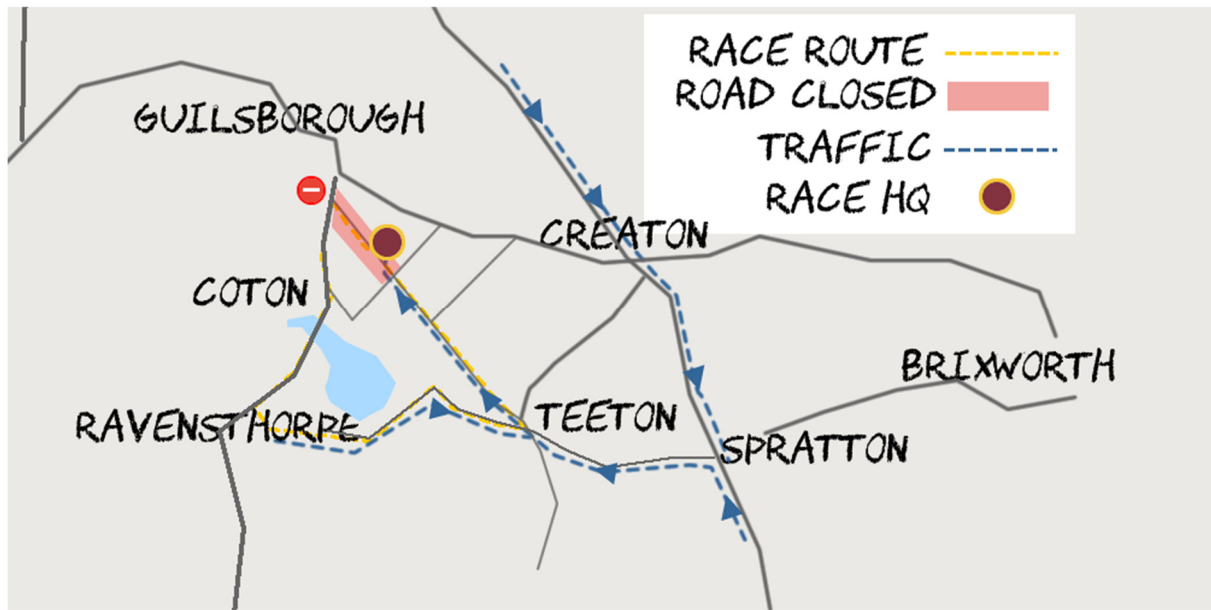 RACE ROUTE
ROAD CLOSED
TRAFFIC
RACE HQ
GUILSBOROUGH
CREATON
COTON
BRIXWORTH
RAVENSTHORPE
TEETON
SPRATTON